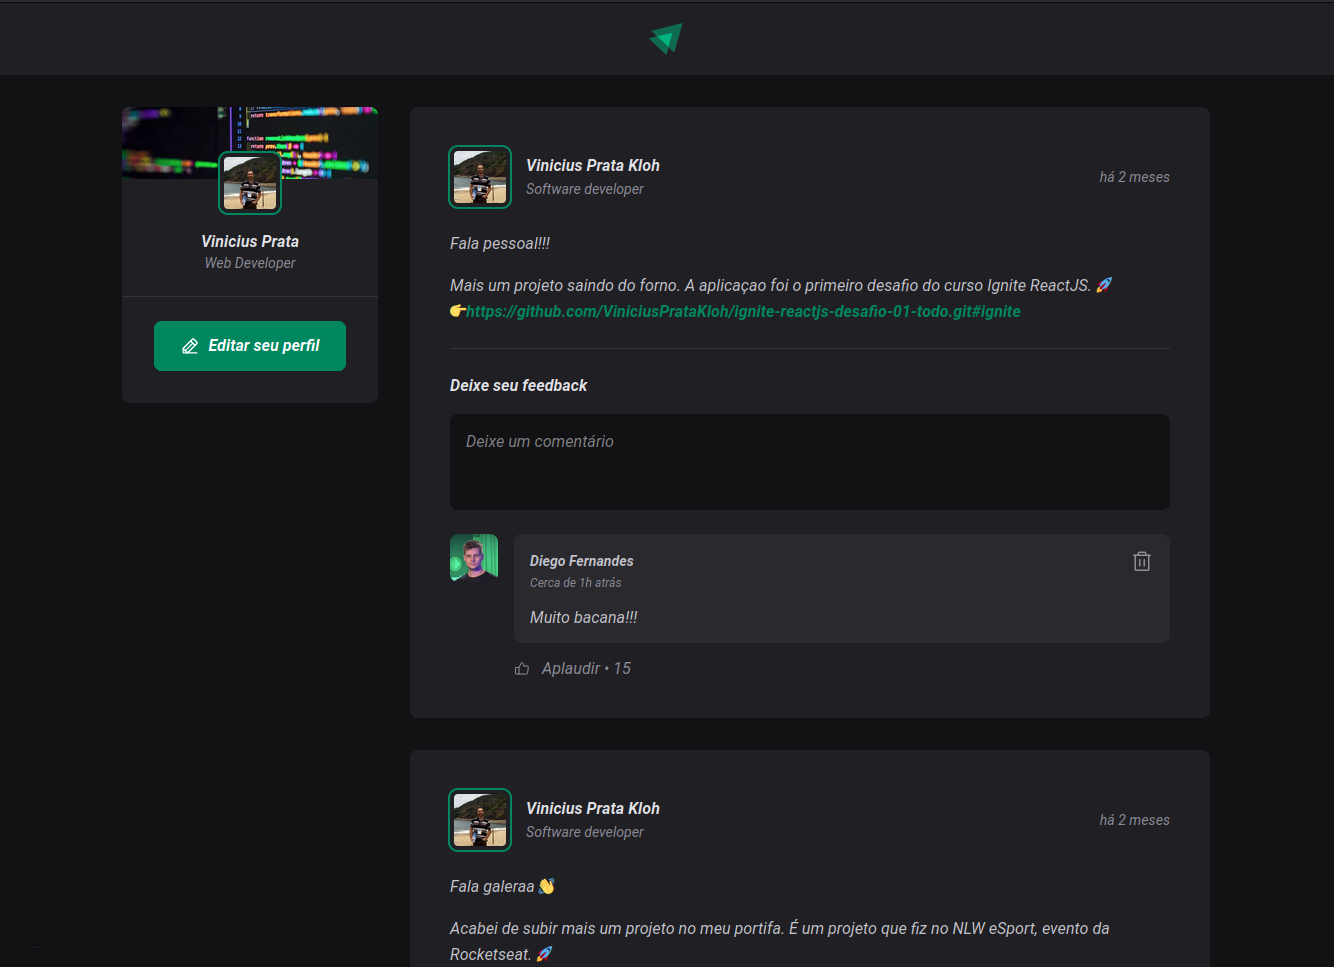 Vinicius Prata
Web Developer
Editar seu perfil
Vinicius Prata Kloh
Software developer
há 2 meses
Fala pessoal!!!
Mais um projeto saindo do forno. A aplicaçao foi o primeiro desafio do curso Ignite ReactJS. 🚀
👉https://github.com/ViniciusPrataKloh/ignite-reactjs-desafio-01-todo.git#ignite
Deixe seu feedback
Deixe um comentário
Diego Fernandes
Cerca de 1h atrás
Muito bacana!!!
Aplaudir • 15
Vinicius Prata Kloh
Software developer
há 2 meses
Fala galeraa 👋
Acabei de subir mais um projeto no meu portifa. É um projeto que fiz no NLW eSport, evento da
Rocketseat. 🚀